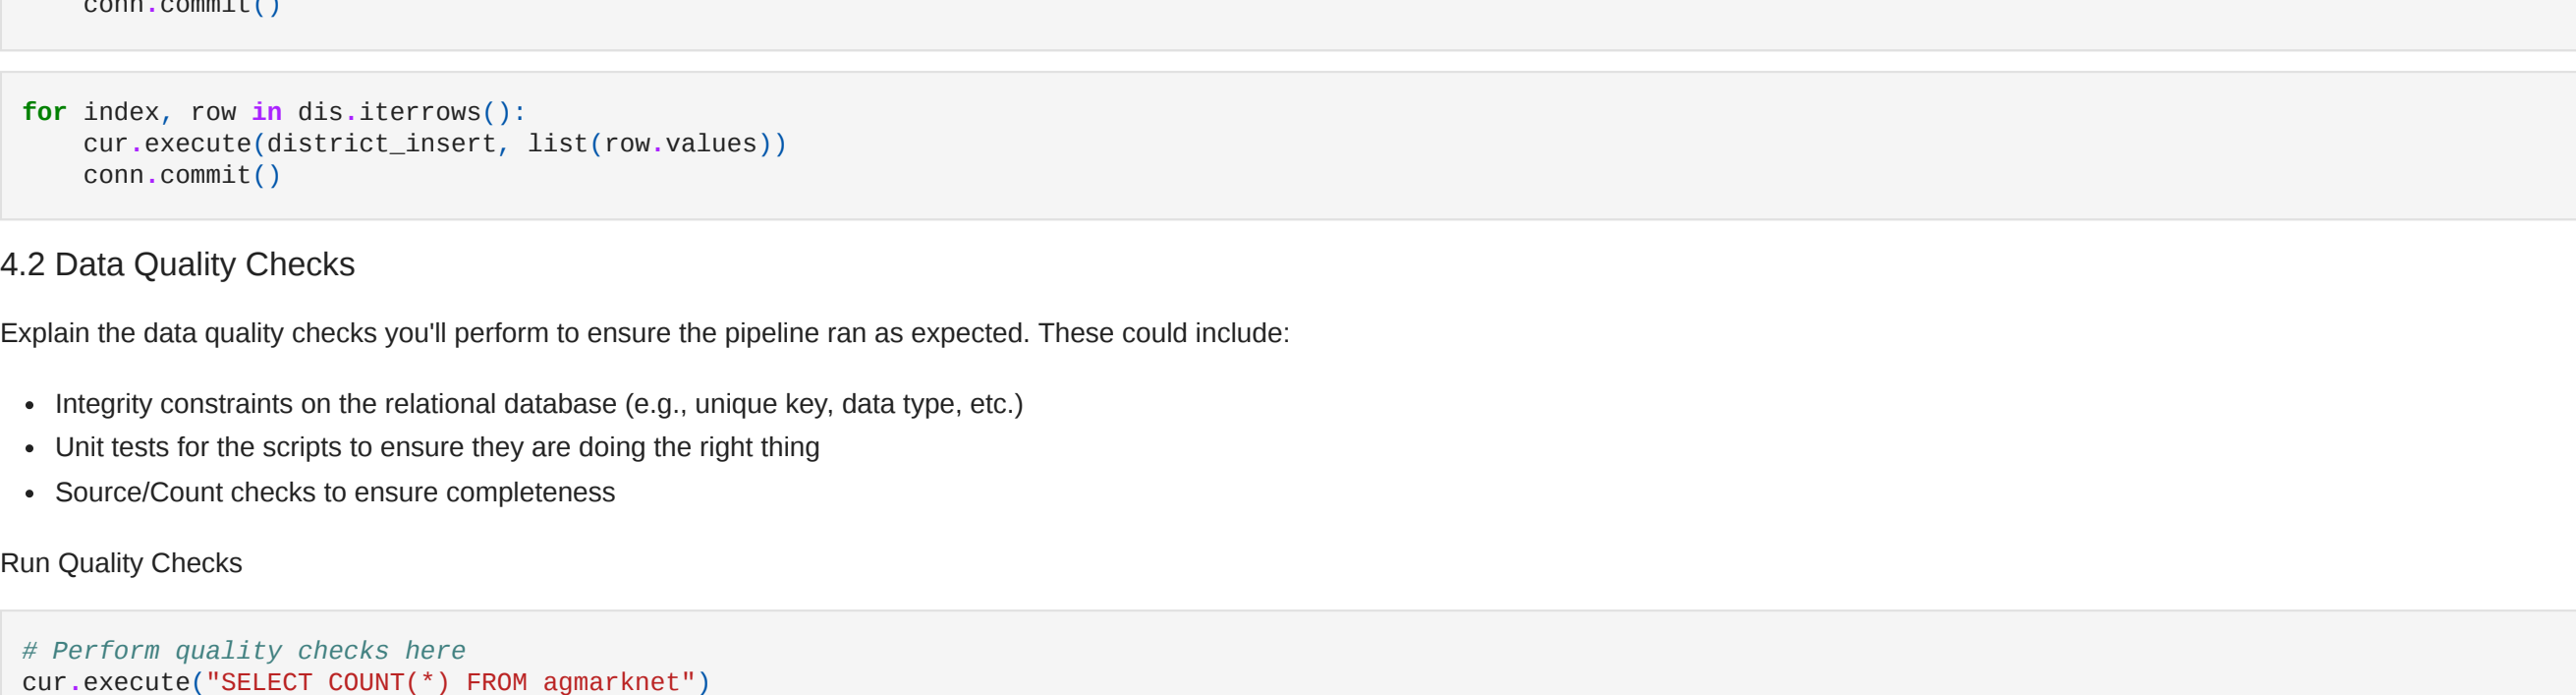 conn.commit()
for index, row in dis.iterrows():
    cur.execute(district_insert, list(row.values))
    conn.commit()
4.2 Data Quality Checks
Explain the data quality checks you'll perform to ensure the pipeline ran as expected. These could include:
• Integrity constraints on the relational database (e.g., unique key, data type, etc.)
• Unit tests for the scripts to ensure they are doing the right thing
• Source/Count checks to ensure completeness
Run Quality Checks
# Perform quality checks here
cur.execute("SELECT COUNT(*) FROM agmarknet")